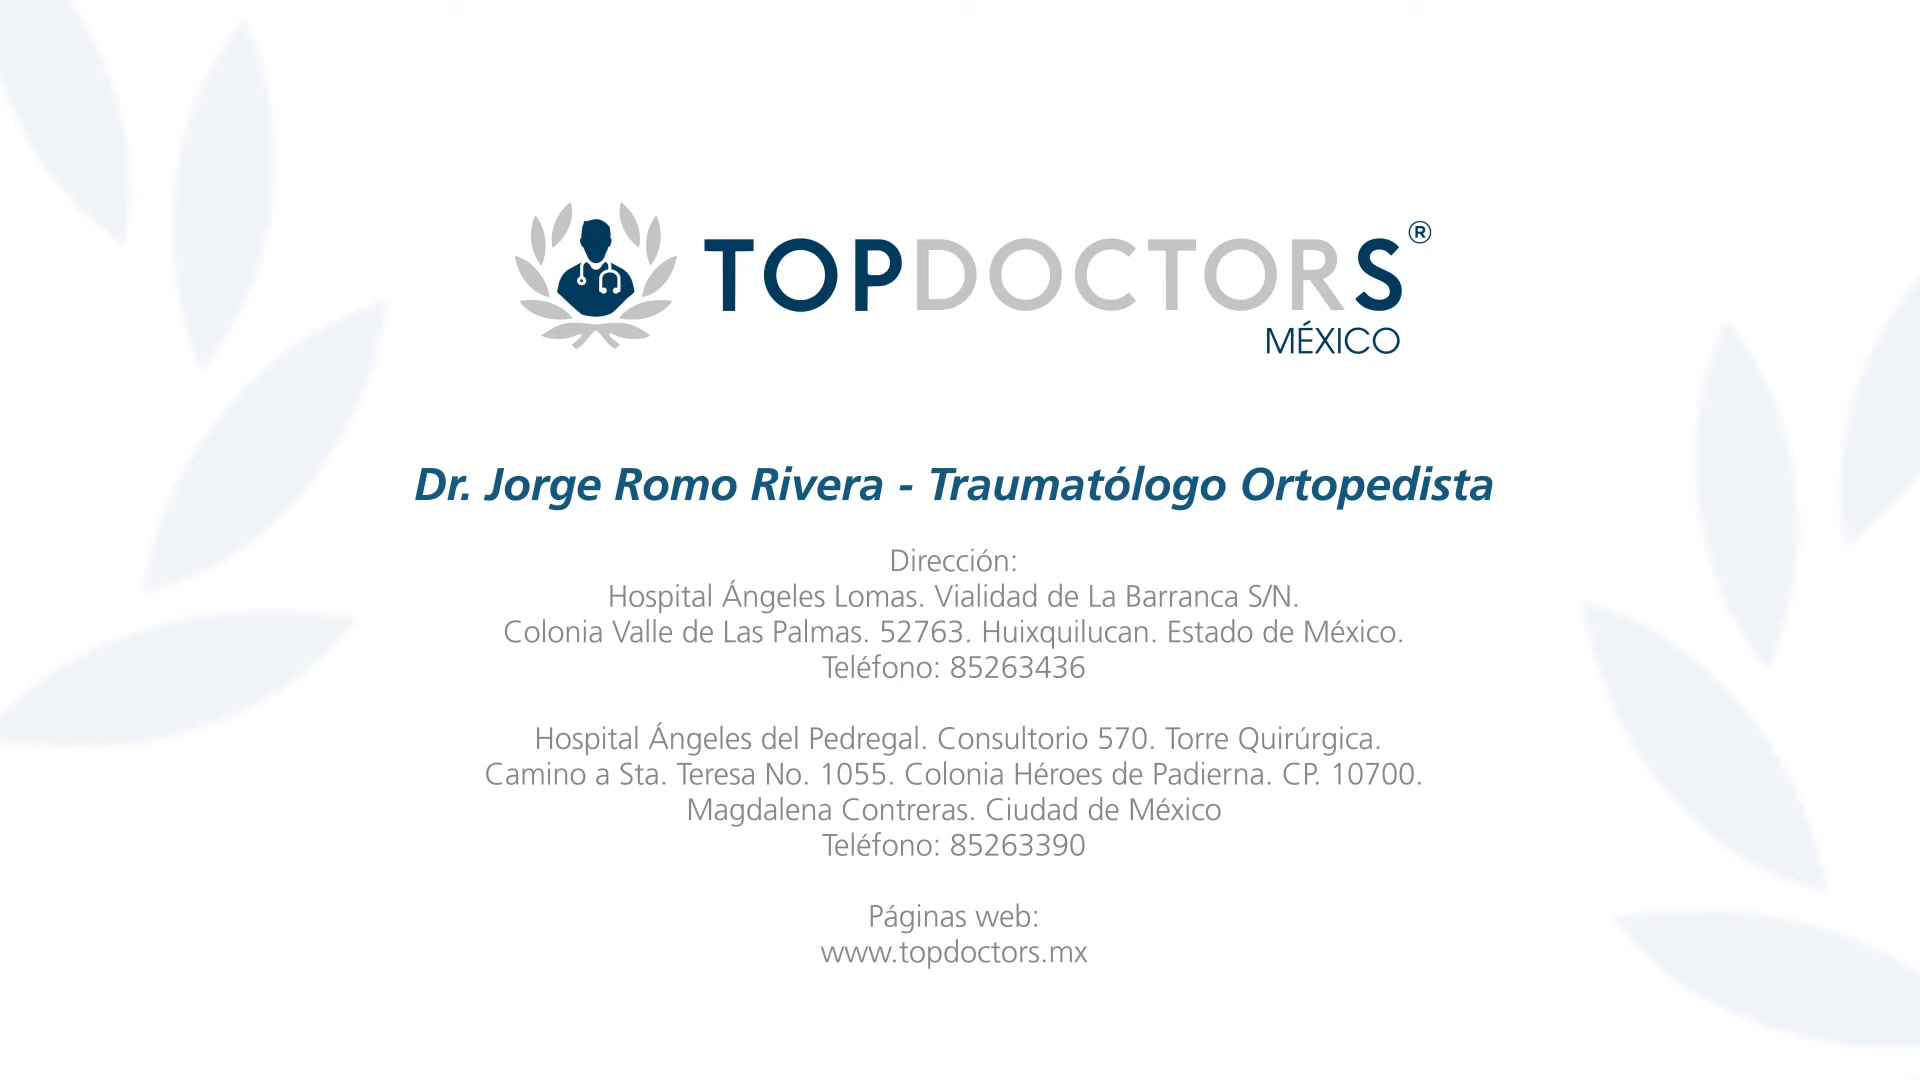 TOPDOCTORS®
MÉXICO
Dr. Jorge Romo Rivera - Traumatólogo Ortopedista
Dirección:
Hospital Ángeles Lomas. Vialidad de La Barranca S/N.
Colonia Valle de Las Palmas. 52763. Huixquilucan. Estado de México.
Teléfono: 85263436
Hospital Ángeles del Pedregal. Consultorio 570. Torre Quirúrgica.
Camino a Sta. Teresa No. 1055. Colonia Héroes de Padierna. CP. 10700.
Magdalena Contreras. Ciudad de México
Teléfono: 85263390
Páginas web:
www.topdoctors.mx